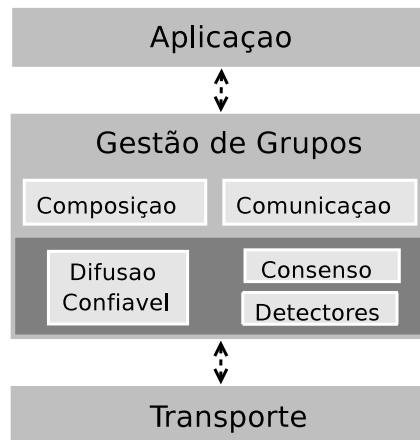 Aplicaçao
Gestão de Grupos
Composiçao
Comunicaçao
Difusao
Confiavel
Consenso
Detectores
Transporte